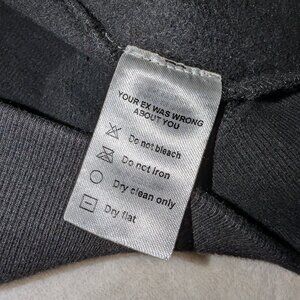 YOUR EX WAS WRONG
ABOUT YOU
Do not bleach
Do not Iron
Dry clean only
Dry flat